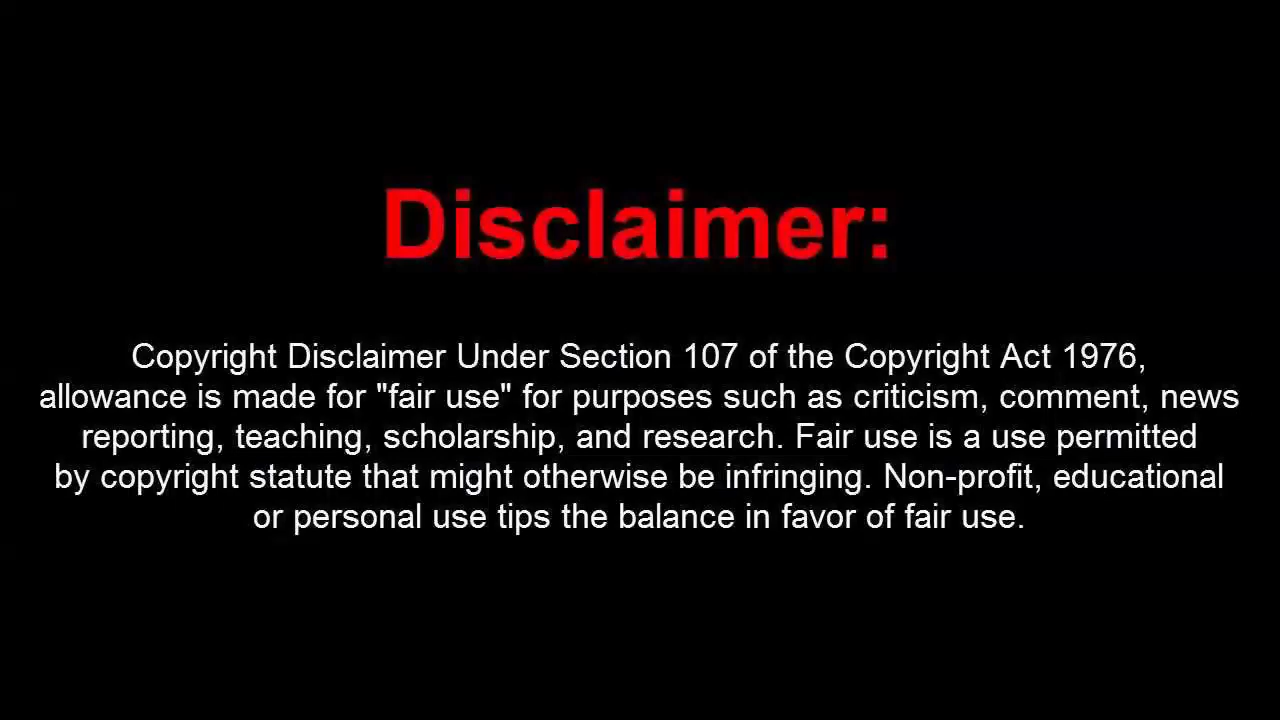 Disclaimer:
Copyright Disclaimer Under Section 107 of the Copyright Act 1976,
allowance is made for "fair use" for purposes such as criticism, comment, news
reporting, teaching, scholarship, and research. Fair use is a use permitted
by copyright statute that might otherwise be infringing. Non-profit, educational
or personal use tips the balance in favor of fair use.